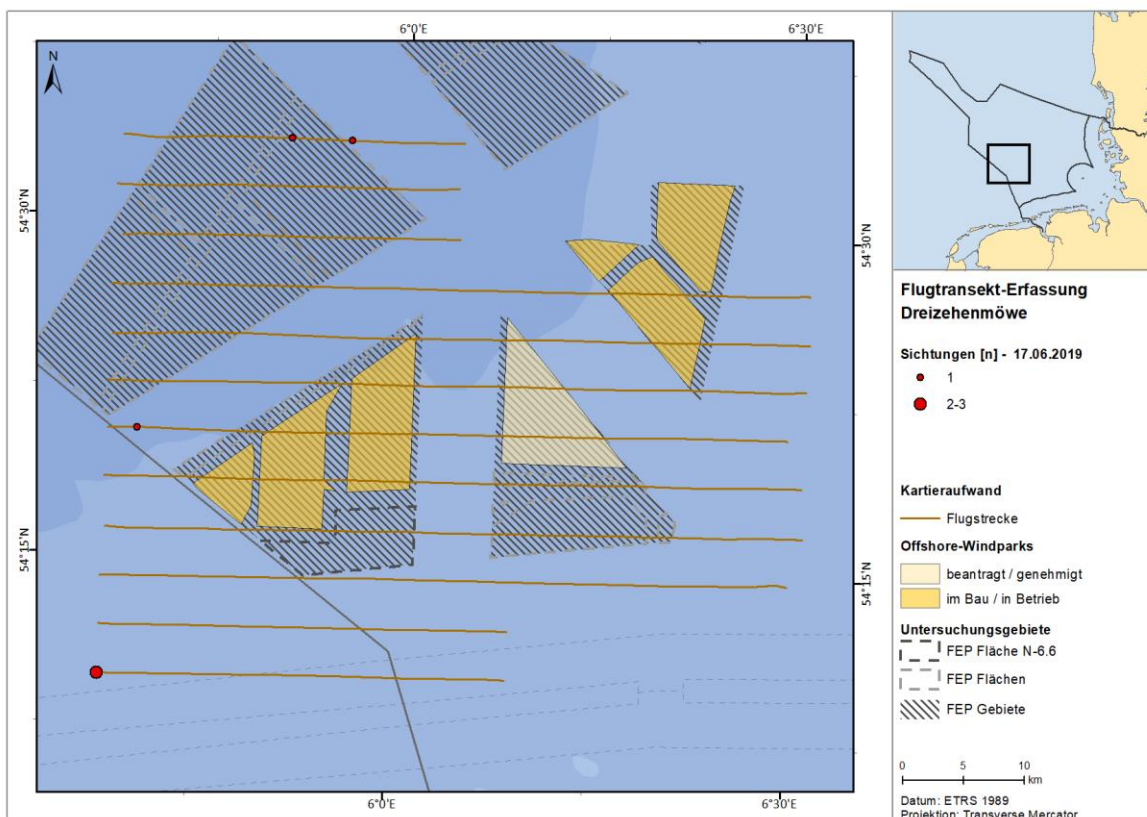 6°0'E
6°30'E
N
54°30'N
54°30'N
54°15'N
54°15'N
6°0'E
6°30'E
Flugtransekt-Erfassung
Dreizehenmöwe
Sichtungen [n] - 17.06.2019
1
2-3
Kartieraufwand
Flugstrecke
Offshore-Windparks
beantragt / genehmigt
im Bau / in Betrieb
Untersuchungsgebiete
FEP Fläche N-6.6
FEP Flächen
FEP Gebiete
0 5 10
km
Datum: ETRS 1989
Projektion: Transverse Mercator